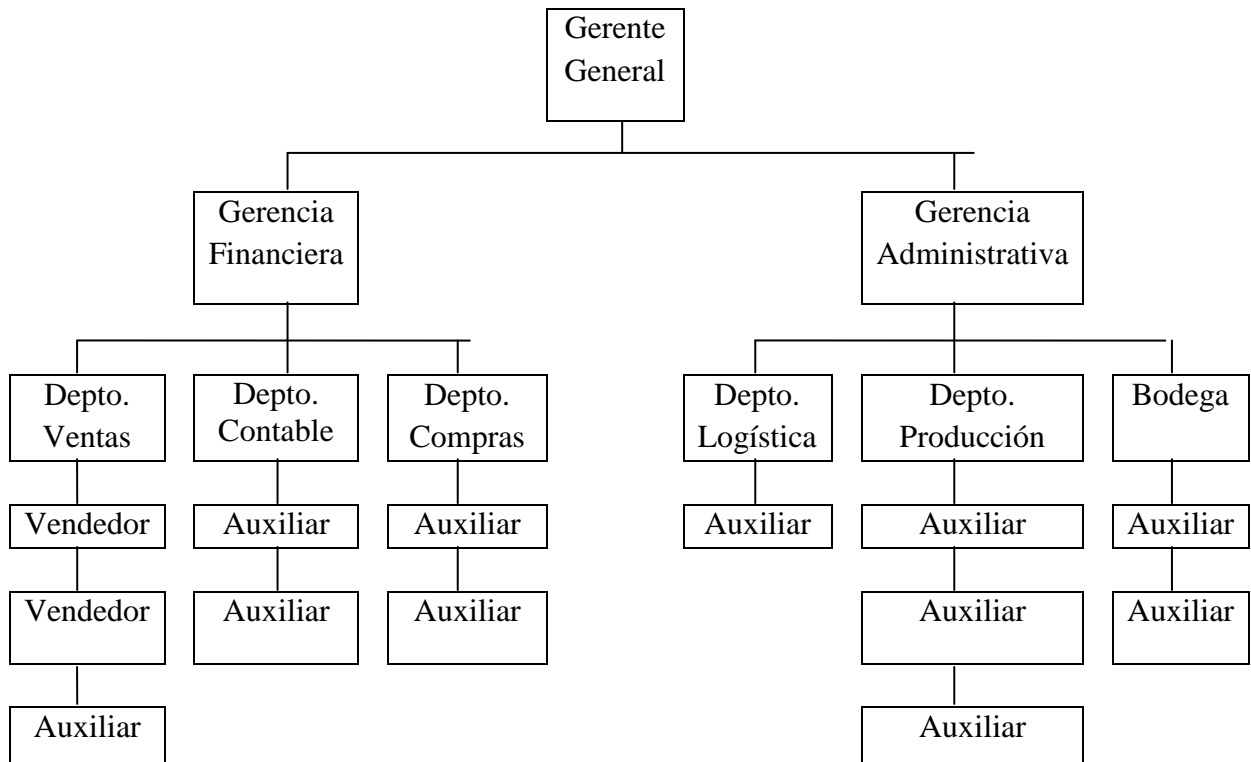 Gerente
General
Gerencia
Financiera
Gerencia
Administrativa
Depto.
Ventas
Depto.
Contable
Depto.
Compras
Depto.
Logística
Depto.
Producción
Bodega
Vendedor
Auxiliar
Auxiliar
Auxiliar
Auxiliar
Auxiliar
Vendedor
Auxiliar
Auxiliar
Auxiliar
Auxiliar
Auxiliar
Auxiliar